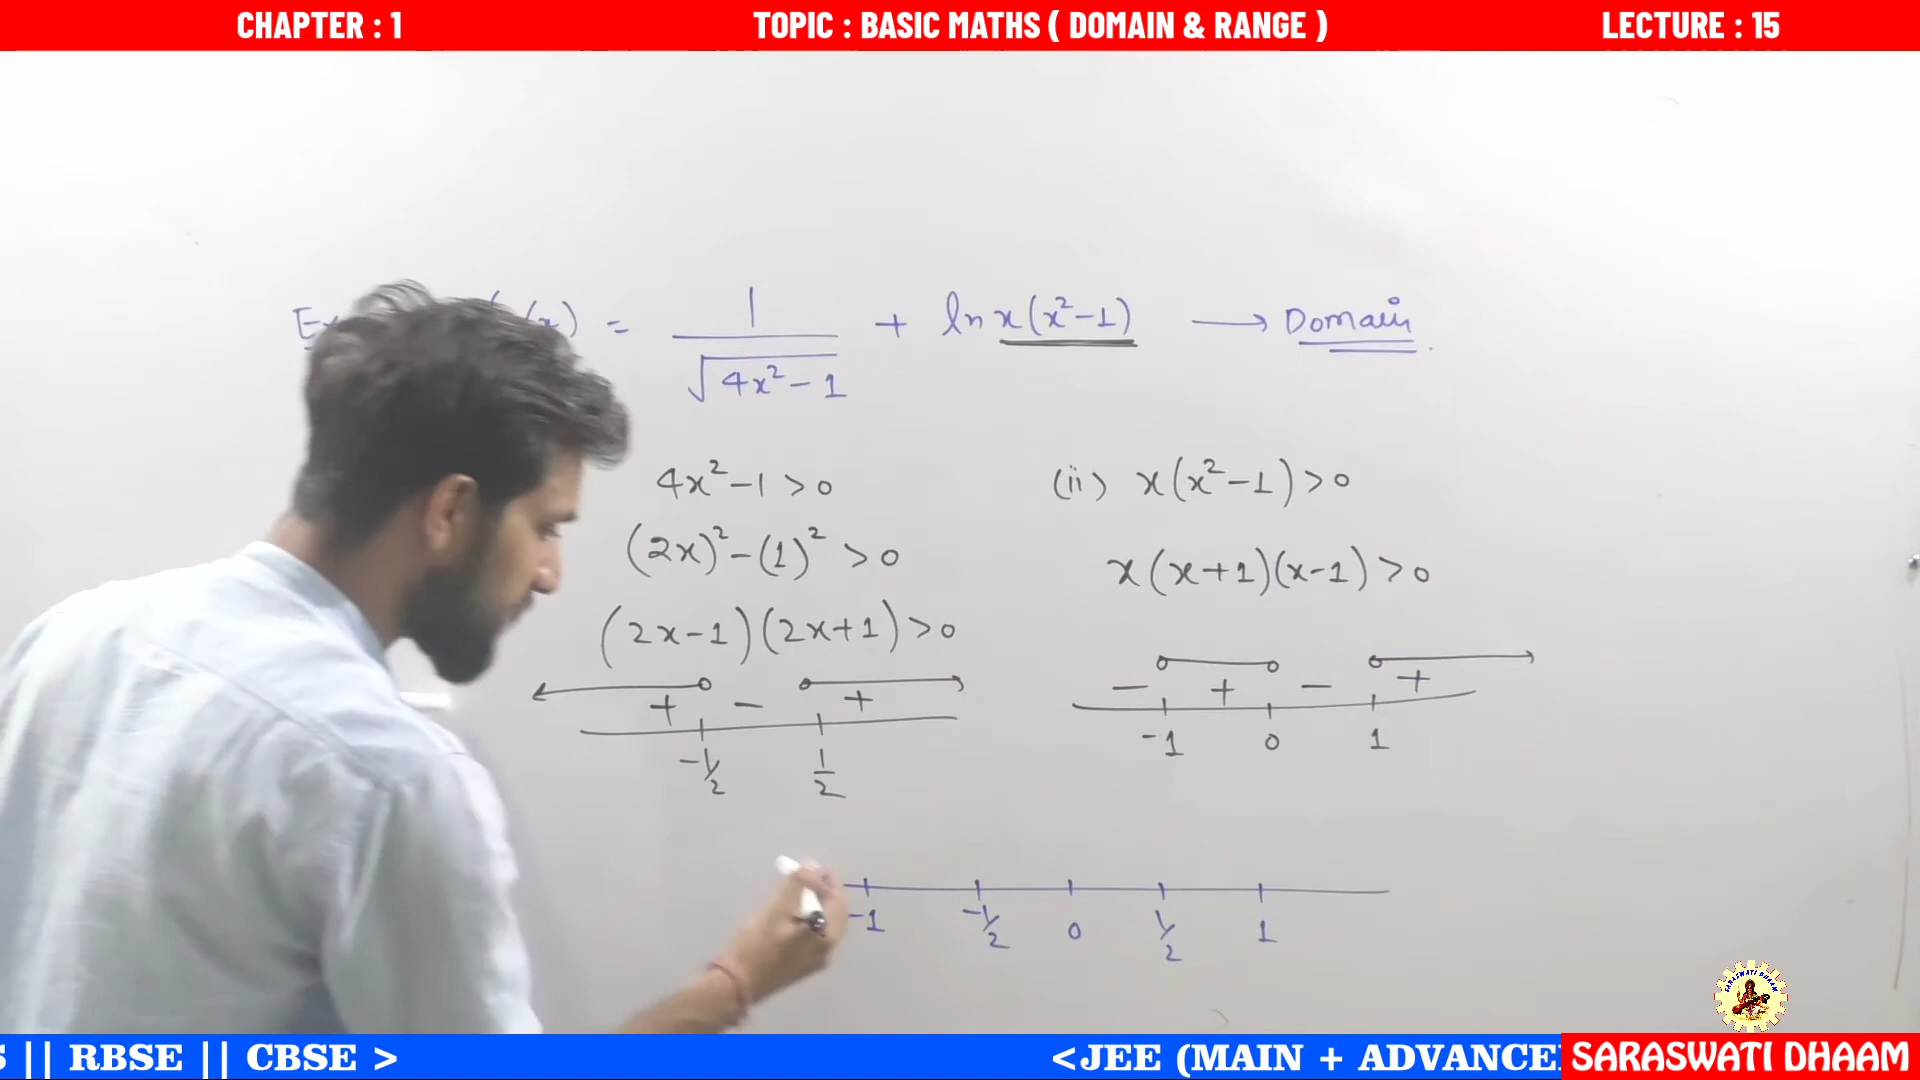 CHAPTER : 1 TOPIC : BASIC MATHS ( DOMAIN & RANGE ) LECTURE : 15
(x) = 1/√(4x²-1) + ln x(x²-1) → Domain
4x²-1>0
(2x)²-(1)²>0
(2x-1)(2x+1)>0
+ - +
-1/2 1/2
(ii) x(x²-1)>0
x(x+1)(x-1)>0
- + - +
-1 0 1
-1 -1/2 0 1/2 1
SARASWATI DHAAM
|| RBSE || CBSE > <JEE (MAIN + ADVANCE
SARASWATI DHAAM